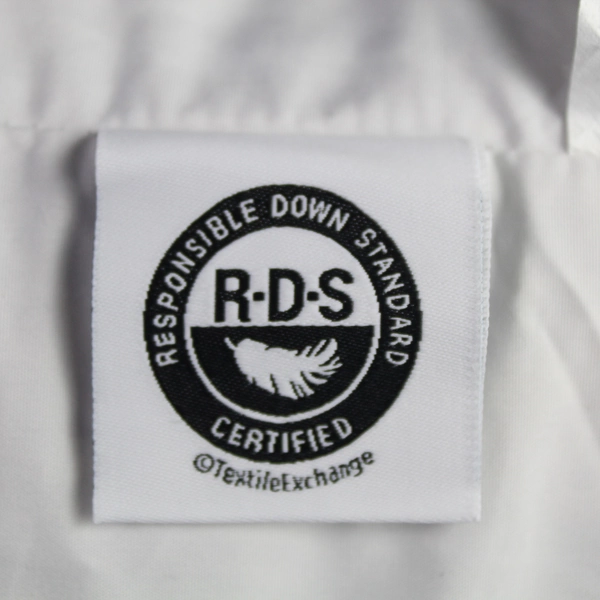 RESPONSIBLE DOWN STANDARD
R·D·S
CERTIFIED
©TextileExchange